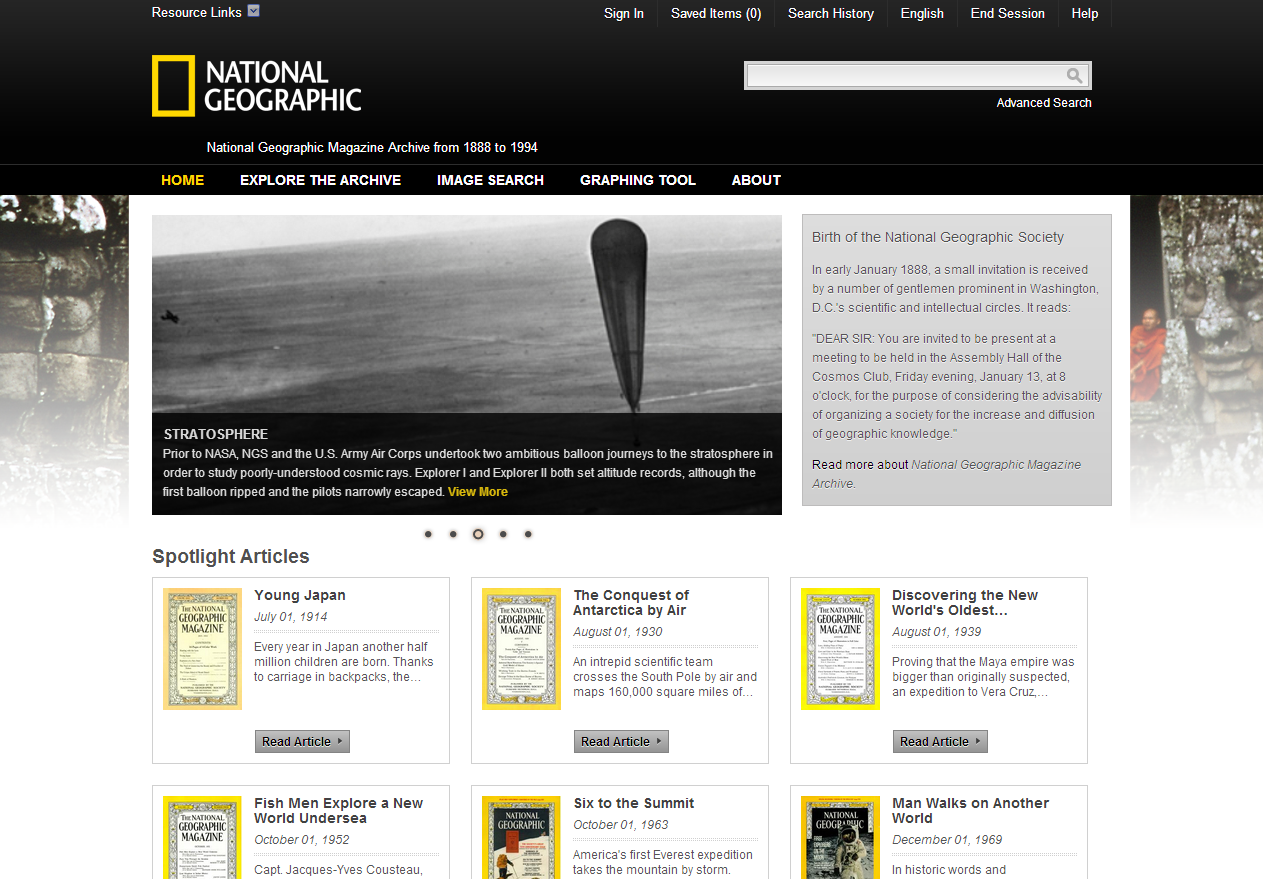 Resource Links
Sign In
Saved Items (0)
Search History
English
End Session
Help
NATIONAL
GEOGRAPHIC
Advanced Search
National Geographic Magazine Archive from 1888 to 1994
HOME
EXPLORE THE ARCHIVE
IMAGE SEARCH
GRAPHING TOOL
ABOUT
STRATOSPHERE
Prior to NASA, NGS and the U.S. Army Air Corps undertook two ambitious balloon journeys to the stratosphere in
order to study poorly-understood cosmic rays. Explorer I and Explorer II both set altitude records, although the
first balloon ripped and the pilots narrowly escaped. View More
Birth of the National Geographic Society
In early January 1888, a small invitation is received
by a number of gentlemen prominent in Washington,
D.C.'s scientific and intellectual circles. It reads:
"DEAR SIR: You are invited to be present at a
meeting to be held in the Assembly Hall of the
Cosmos Club, Friday evening, January 13, at 8
o'clock, for the purpose of considering the advisability
of organizing a society for the increase and diffusion
of geographic knowledge."
Read more about National Geographic Magazine
Archive.
Spotlight Articles
THE NATIONAL
GEOGRAPHIC
MAGAZINE
Young Japan
July 01, 1914
Every year in Japan another half
million children are born. Thanks
to carriage in backpacks, the...
Read Article
THE NATIONAL
GEOGRAPHIC
MAGAZINE
The Conquest of
Antarctica by Air
August 01, 1930
An intrepid scientific team
crosses the South Pole by air and
maps 160,000 square miles of...
Read Article
THE NATIONAL
GEOGRAPHIC
MAGAZINE
Discovering the New
World's Oldest...
August 01, 1939
Proving that the Maya empire was
bigger than originally suspected,
an expedition to Vera Cruz,...
Read Article
THE NATIONAL
GEOGRAPHIC
MAGAZINE
Fish Men Explore a New
World Undersea
October 01, 1952
Capt. Jacques-Yves Cousteau,
NATIONAL
GEOGRAPHIC
Six to the Summit
October 01, 1963
America's first Everest expedition
takes the mountain by storm.
NATIONAL
GEOGRAPHIC
Man Walks on Another
World
December 01, 1969
In historic words and